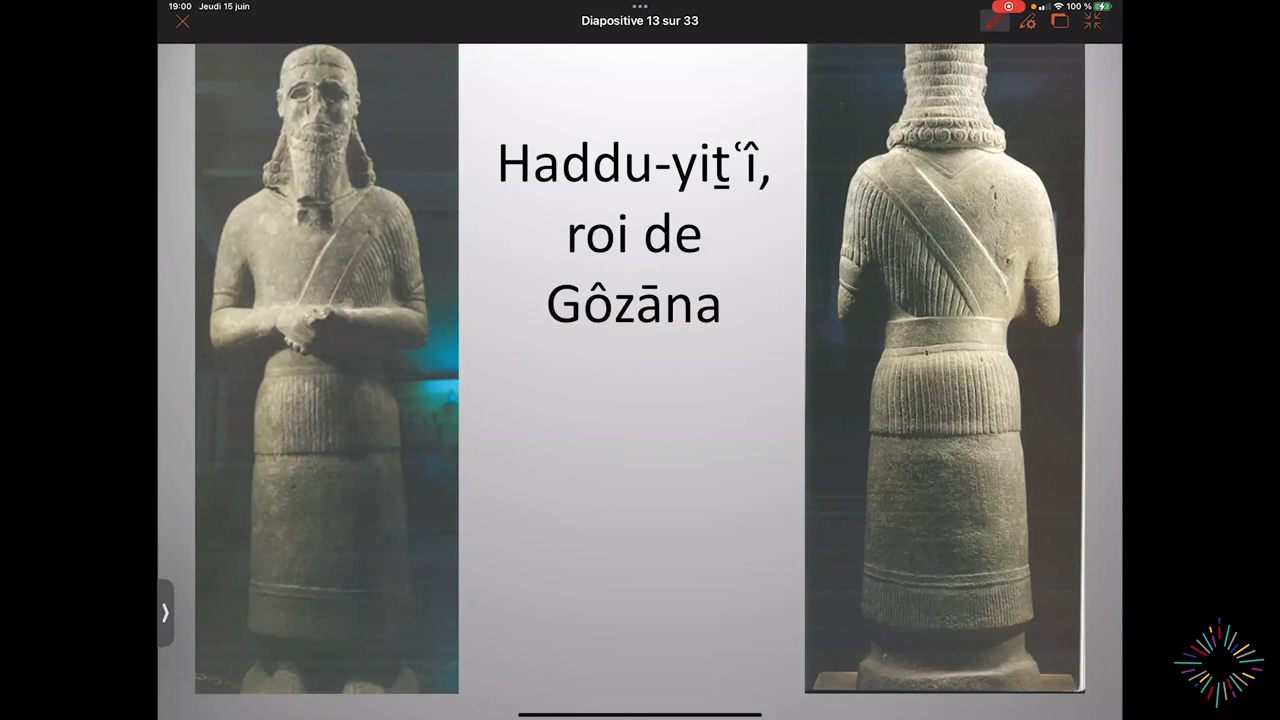 19:00 Jeudi 15 juin
100 %
Diapositive 13 sur 33
Haddu-yiṯʿî,
roi de
Gôzāna